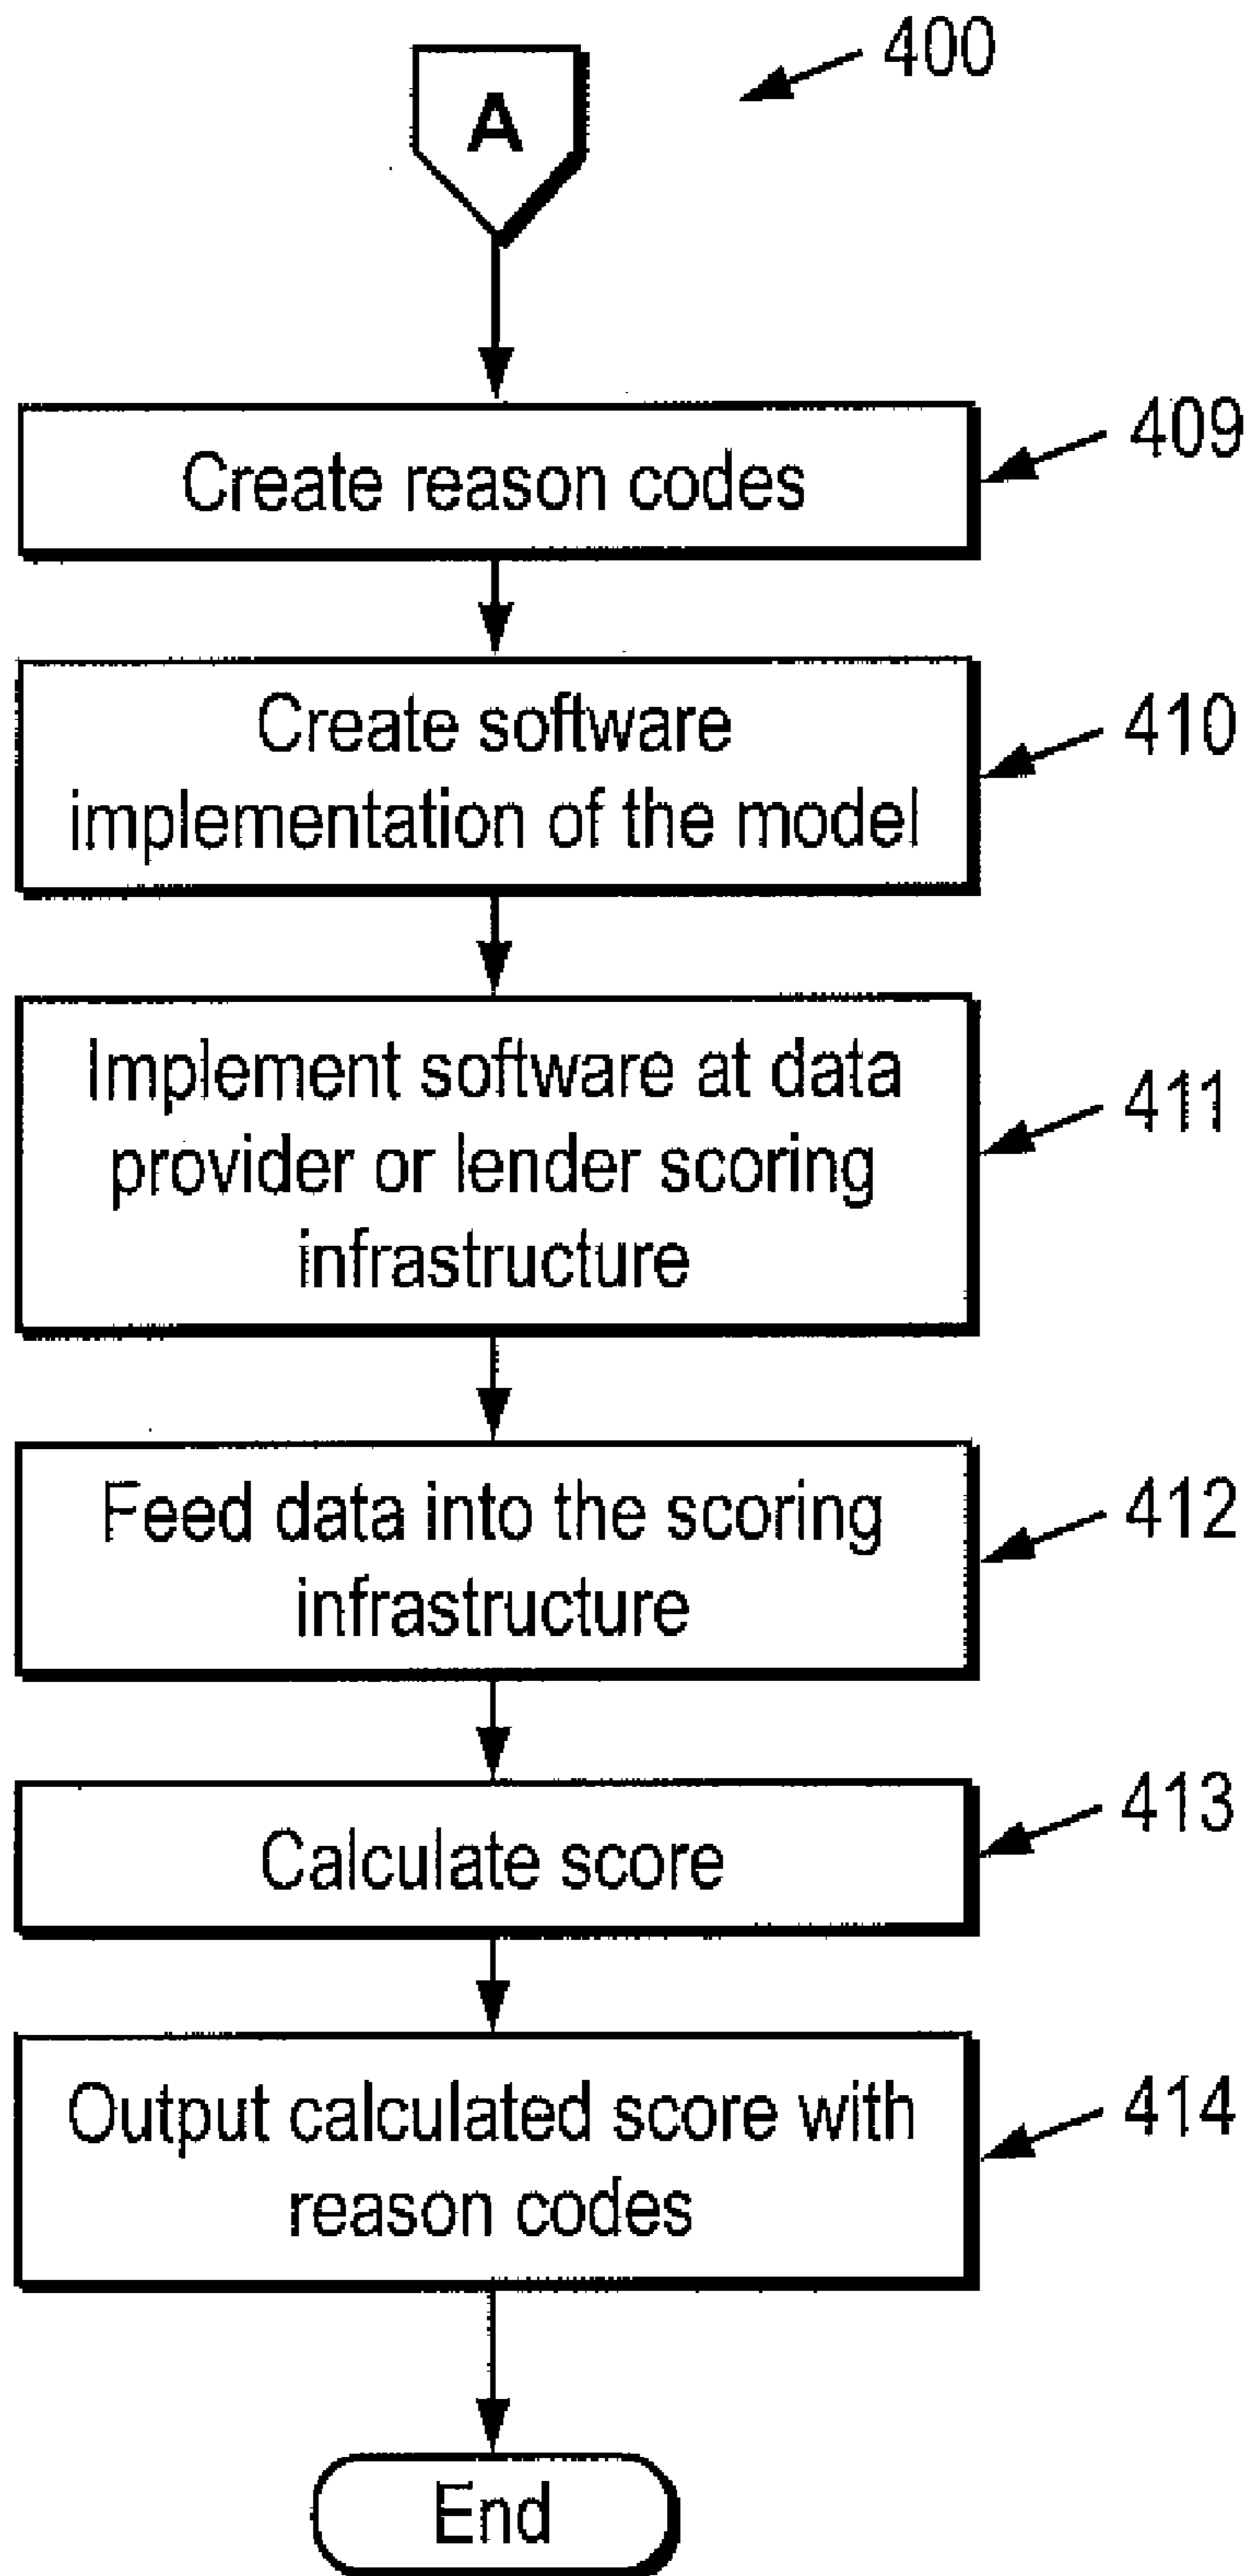 400
A
409
Create reason codes
410
Create software
implementation of the model
411
Implement software at data
provider or lender scoring
infrastructure
412
Feed data into the scoring
infrastructure
413
Calculate score
414
Output calculated score with
reason codes
End